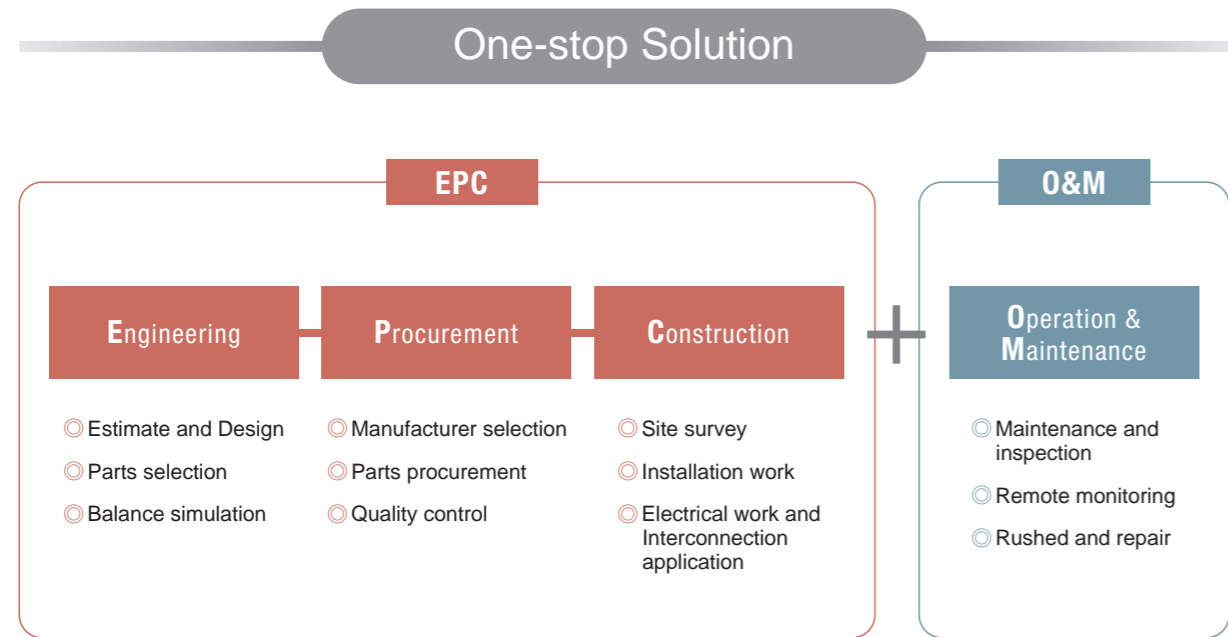 One-stop Solution
EPC
Engineering
Procurement
Construction
◎ Estimate and Design
◎ Parts selection
◎ Balance simulation
◎ Manufacturer selection
◎ Parts procurement
◎ Quality control
◎ Site survey
◎ Installation work
◎ Electrical work and
Interconnection
application
+
O&M
Operation &
Maintenance
◎ Maintenance and
inspection
◎ Remote monitoring
◎ Rushed and repair